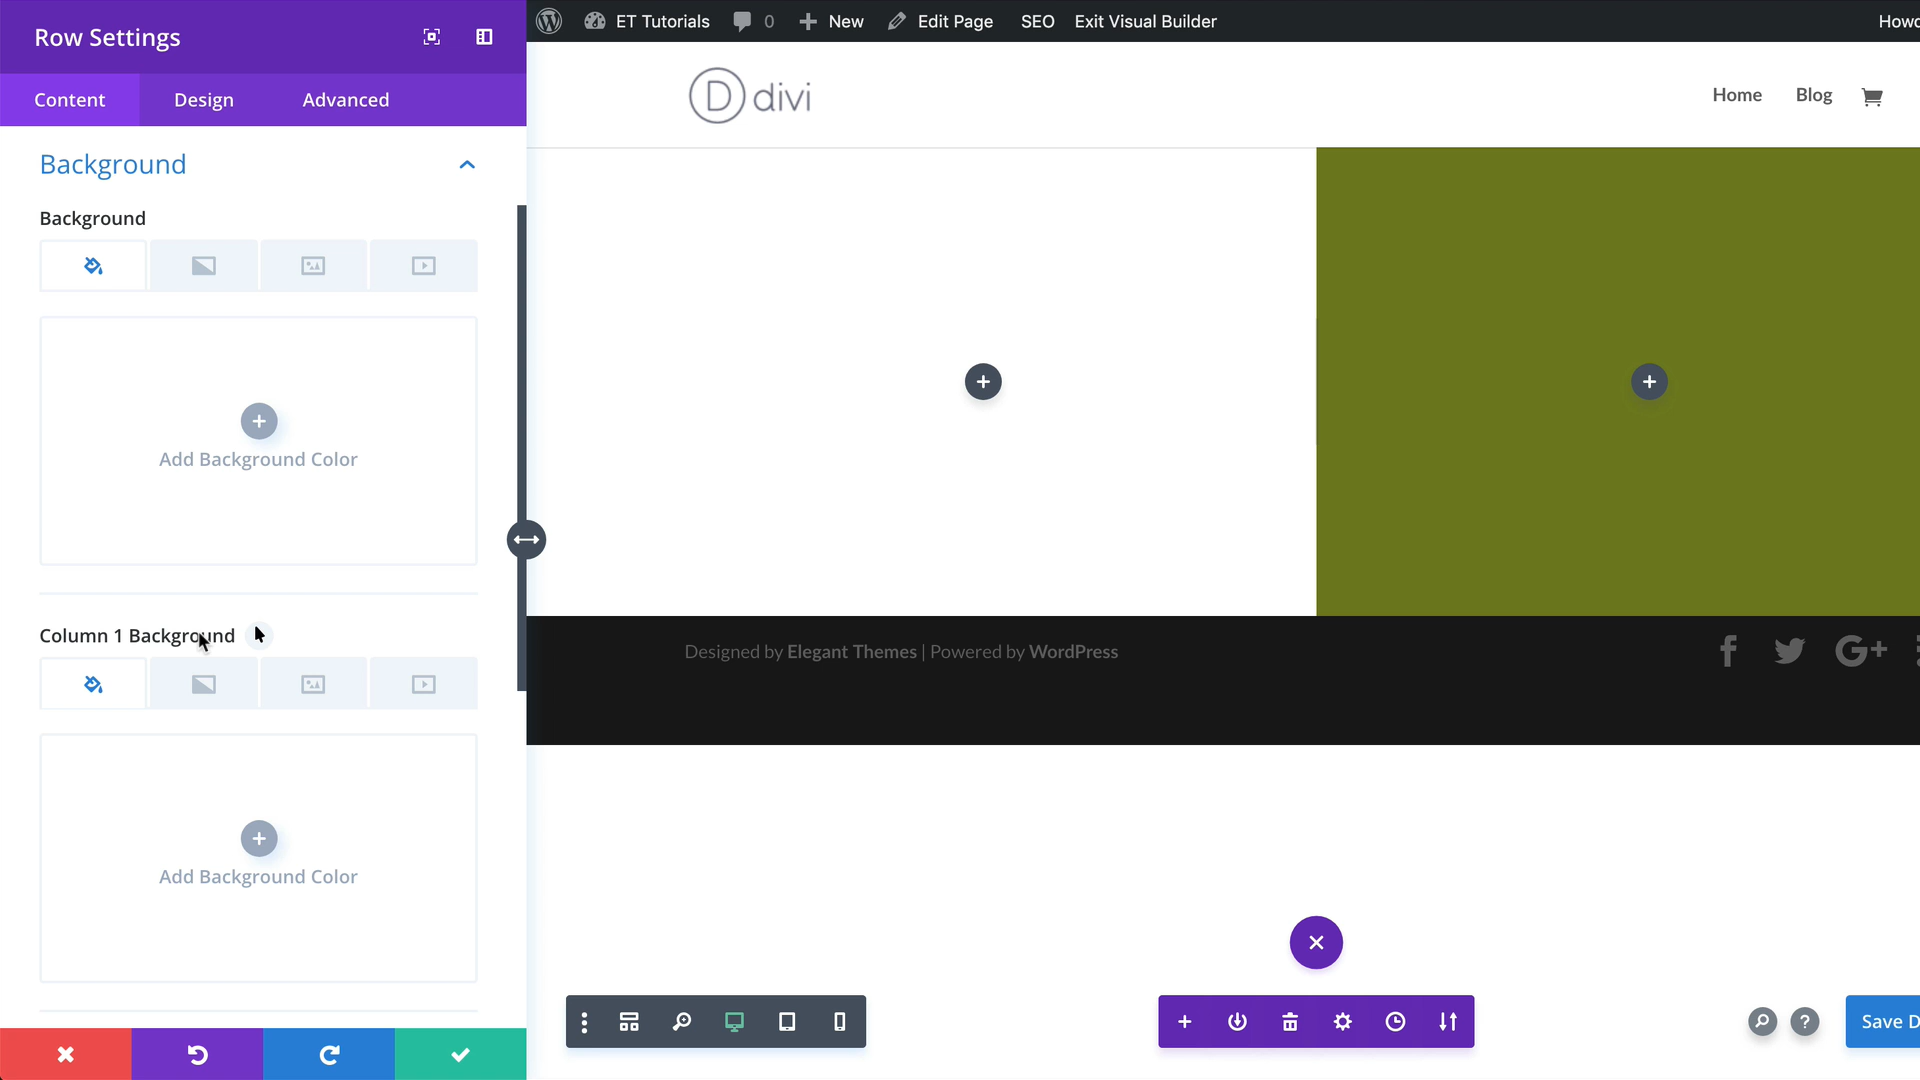 Row Settings
Content
Design
Advanced
Background
Background
Add Background Color
Column 1 Background
Add Background Color
ET Tutorials
0
New
Edit Page
SEO
Exit Visual Builder
D divi
Home
Blog
Designed by Elegant Themes | Powered by WordPress
G+
Save D